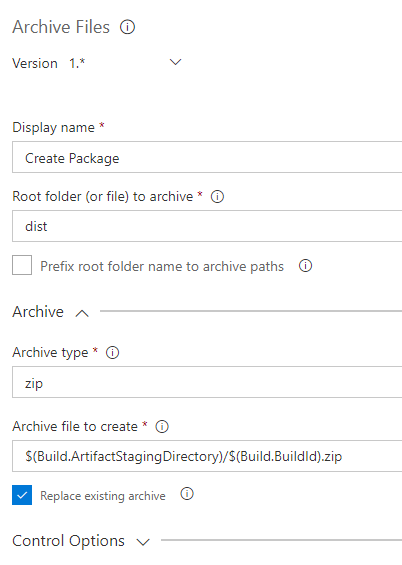 Archive Files
Version 1.*
Display name *
Create Package
Root folder (or file) to archive *
dist
Prefix root folder name to archive paths
Archive
Archive type *
zip
Archive file to create *
$(Build.ArtifactStagingDirectory)/$(Build.BuildId).zip
Replace existing archive
Control Options